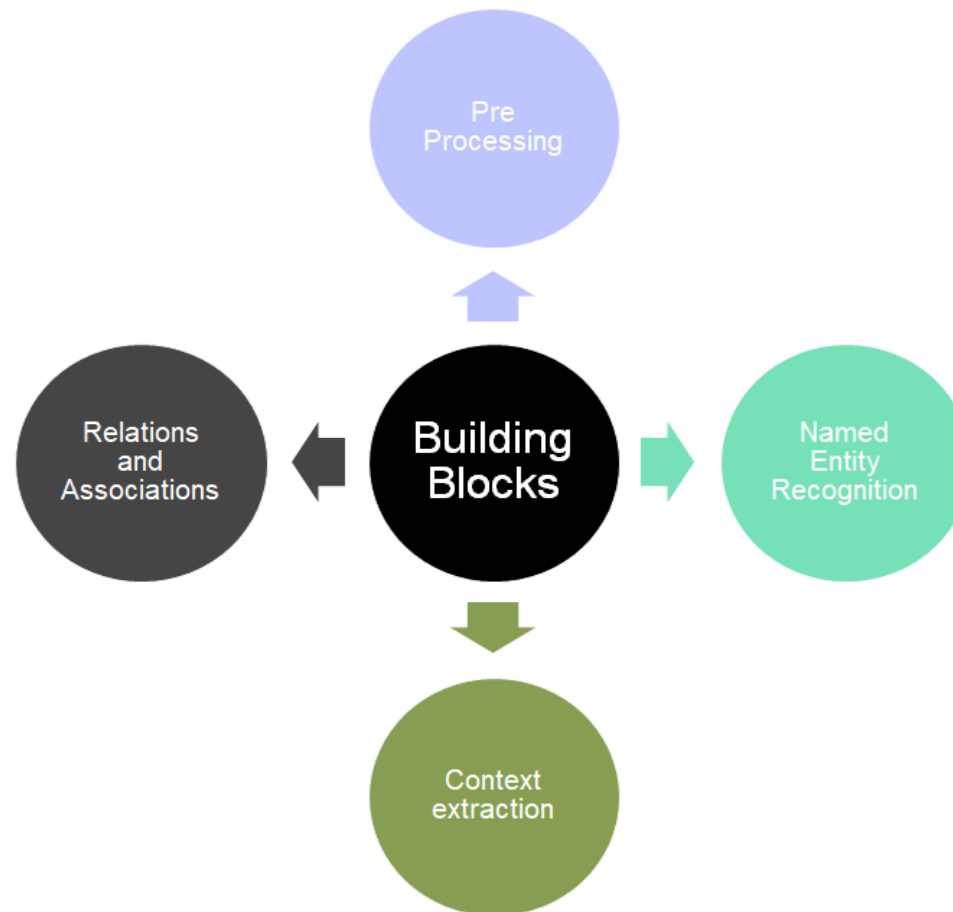 Pre
Processing
Relations
and
Associations
Building
Blocks
Named
Entity
Recognition
Context
extraction